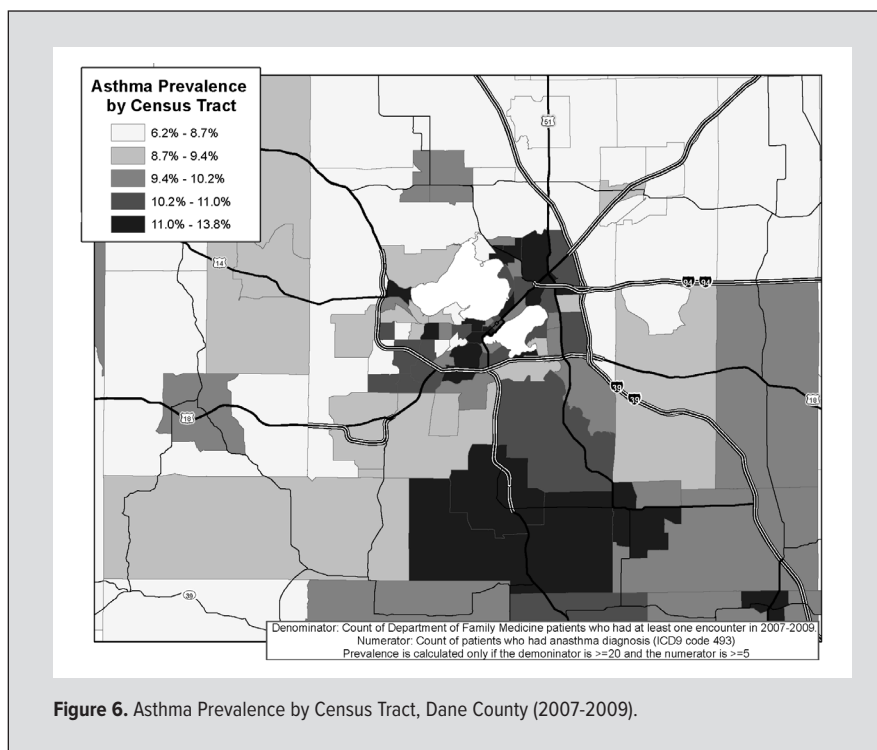 Asthma Prevalence
by Census Tract
6.2% - 8.7%
8.7% - 9.4%
9.4% - 10.2%
10.2% - 11.0%
11.0% - 13.8%
51
14
94 94
39
39
18
18
39
Denominator: Count of Department of Family Medicine patients who had at least one encounter in 2007-2009.
Numerator: Count of patients who had anasthma diagnosis (ICD9 code 493)
Prevalence is calculated only if the demoninator is >=20 and the numerator is >=5
Figure 6. Asthma Prevalence by Census Tract, Dane County (2007-2009).